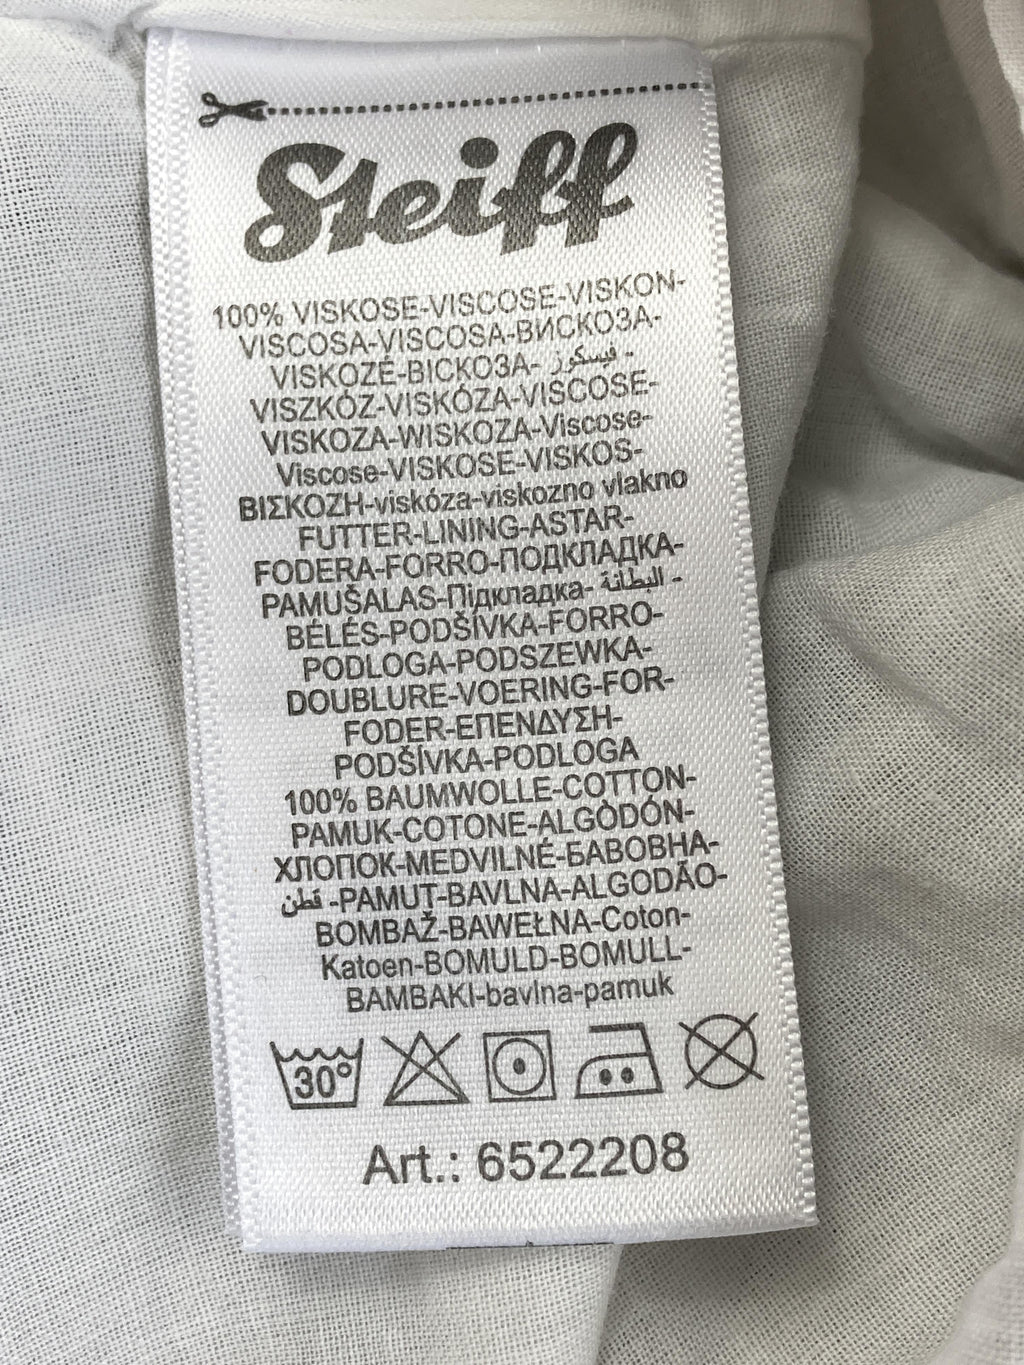 Steiff
100% VISKOSE-VISCOSE-VISKON-
VISCOSA-VISCOSA-ВИСКОЗА-
VISKOZĖ-ВІСКОЗА- فيسكوز -
VISZKÓZ-VISKÓZA-VISCOSE-
VISKOZA-WISKOZA-Viscose-
Viscose-VISKOSE-VISKOS-
ΒΙΣΚΟΖΗ-viskóza-viskozno vlakno
FUTTER-LINING-ASTAR-
FODERA-FORRO-ПОДКЛАДКА-
PAMUŠALAS-Підкладка- البطانة -
BÉLÉS-PODŠÍVKA-FORRO-
PODLOGA-PODSZEWKA-
DOUBLURE-VOERING-FOR-
FODER-ΕΠΕΝΔΥΣΗ-
PODŠÍVKA-PODLOGA
100% BAUMWOLLE-COTTON-
PAMUK-COTONE-ALGÒDÓN-
ХЛОПОК-MEDVILNÉ-БАВОВНА-
قطن -PAMUT-BAVLNA-ALGODÃO-
BOMBAŽ-BAWEŁNA-Coton-
Katoen-BOMULD-BOMULL-
BAMBAKI-bavlna-pamuk
30°
Art.: 6522208